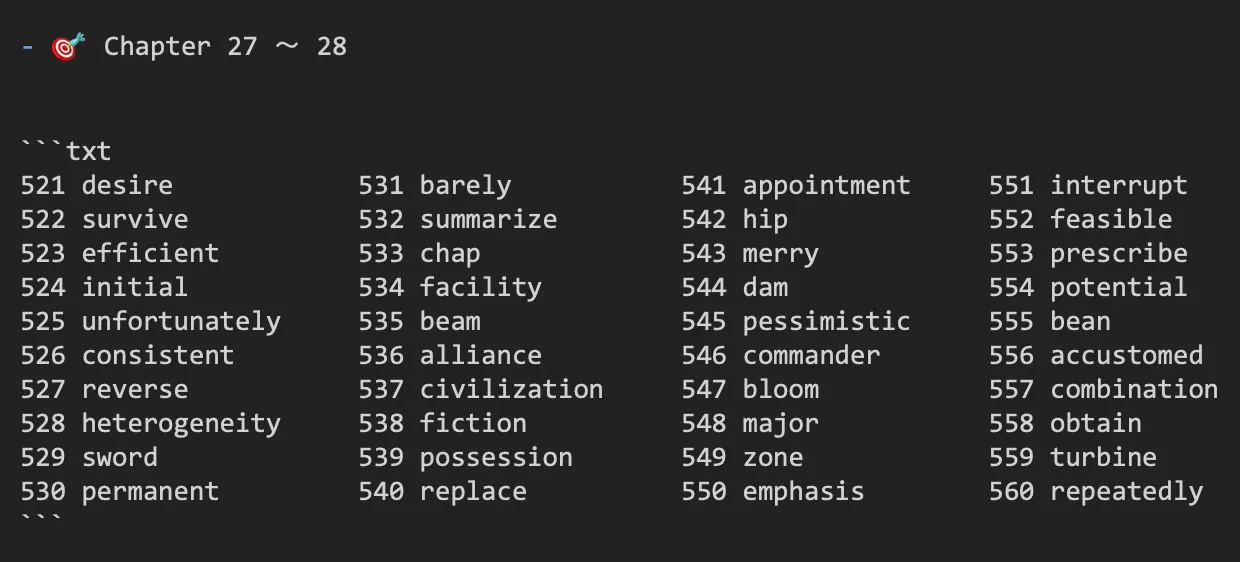 - 🎯 Chapter 27 ～ 28
```txt
521 desire 531 barely 541 appointment 551 interrupt
522 survive 532 summarize 542 hip 552 feasible
523 efficient 533 chap 543 merry 553 prescribe
524 initial 534 facility 544 dam 554 potential
525 unfortunately 535 beam 545 pessimistic 555 bean
526 consistent 536 alliance 546 commander 556 accustomed
527 reverse 537 civilization 547 bloom 557 combination
528 heterogeneity 538 fiction 548 major 558 obtain
529 sword 539 possession 549 zone 559 turbine
530 permanent 540 replace 550 emphasis 560 repeatedly
```